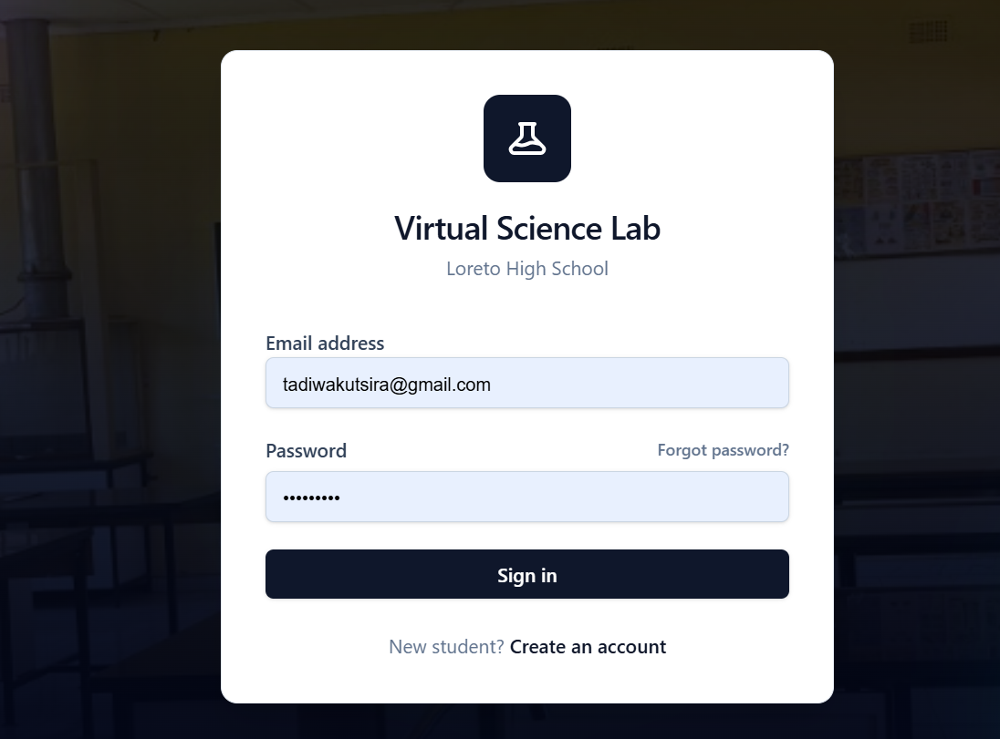 Virtual Science Lab
Loreto High School
Email address
tadiwakutsira@gmail.com
Password
Forgot password?
•••••••••
Sign in
New student? Create an account